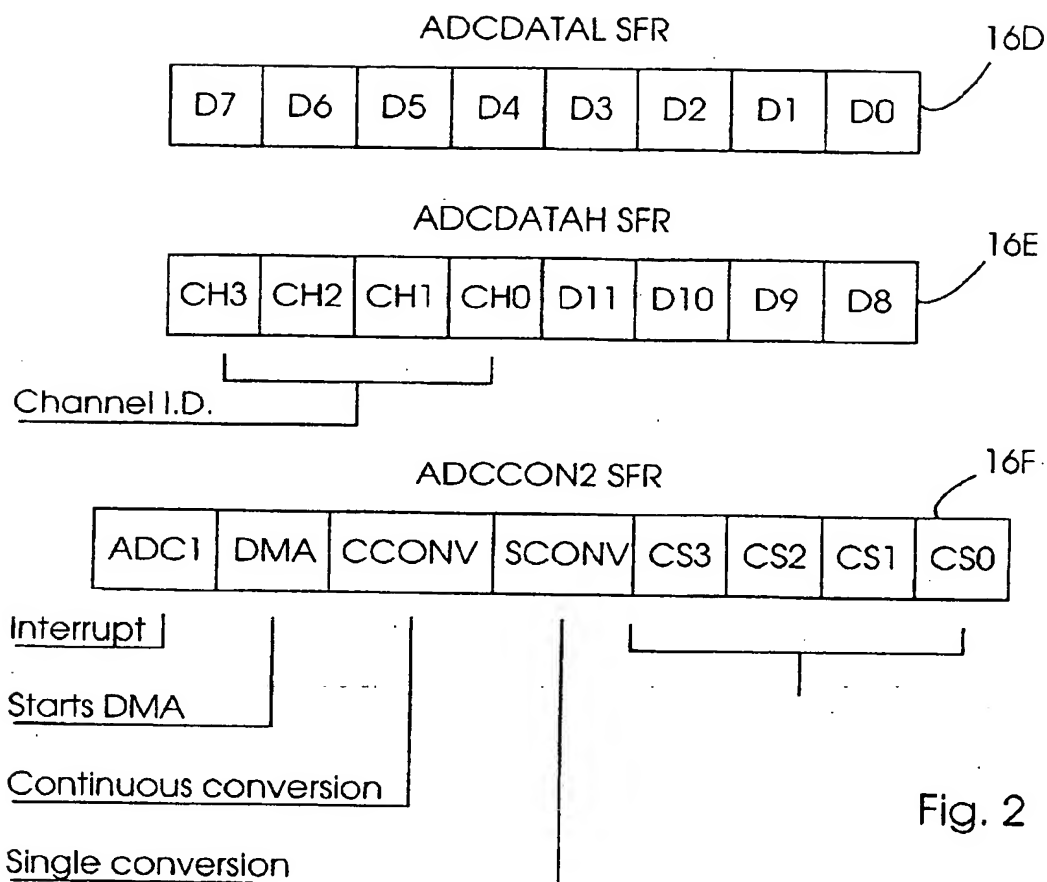 ADCDATAL SFR
16D
D7 D6 D5 D4 D3 D2 D1 D0
ADCDATAH SFR
16E
CH3 CH2 CH1 CH0 D11 D10 D9 D8
Channel I.D.
ADCCON2 SFR
16F
ADC1 DMA CCONV SCONV CS3 CS2 CS1 CS0
Interrupt
Starts DMA
Continuous conversion
Single conversion
Fig. 2